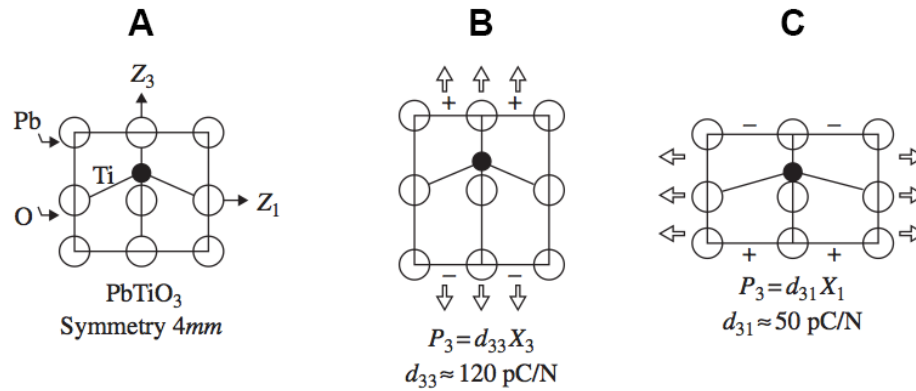 A
B
C
Z3
Pb
Ti
O
Z1
PbTiO3
Symmetry 4mm
+ +
− −
P3 = d33X3
d33 ≈ 120 pC/N
− −
+ +
P3 = d31X1
d31 ≈ 50 pC/N